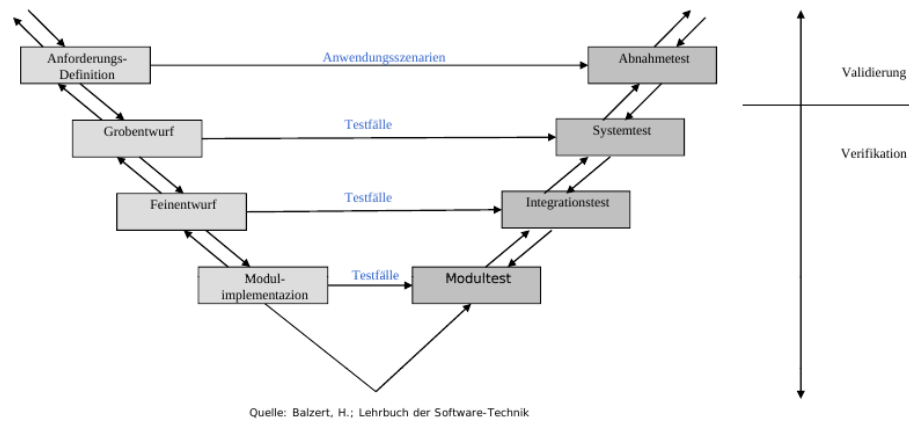 Anforderungs-
Definition
Anwendungsszenarien
Abnahmetest
Validierung
Grobentwurf
Testfälle
Systemtest
Verifikation
Feinentwurf
Testfälle
Integrationstest
Modul-
implementazion
Testfälle
Modultest
Quelle: Balzert, H.; Lehrbuch der Software-Technik